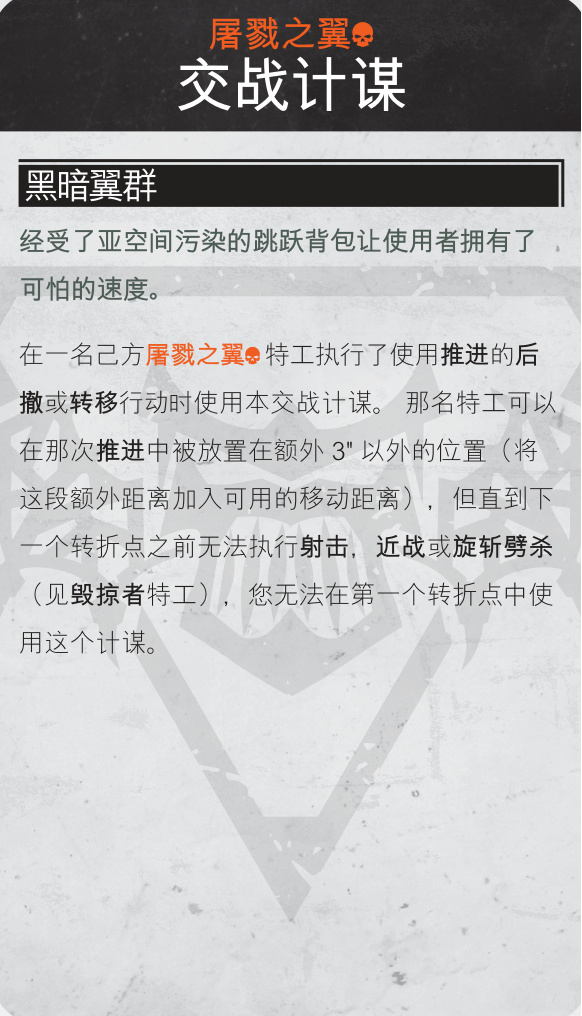 屠戮之翼
交战计谋
黑暗翼群
经受了亚空间污染的跳跃背包让使用者拥有了
可怕的速度。
在一名己方屠戮之翼 特工执行了使用推进的后
撤或转移行动时使用本交战计谋。 那名特工可以
在那次推进中被放置在额外 3" 以外的位置（将
这段额外距离加入可用的移动距离），但直到下
一个转折点之前无法执行射击，近战或旋斩劈杀
（见毁掠者特工），您无法在第一个转折点中使
用这个计谋。